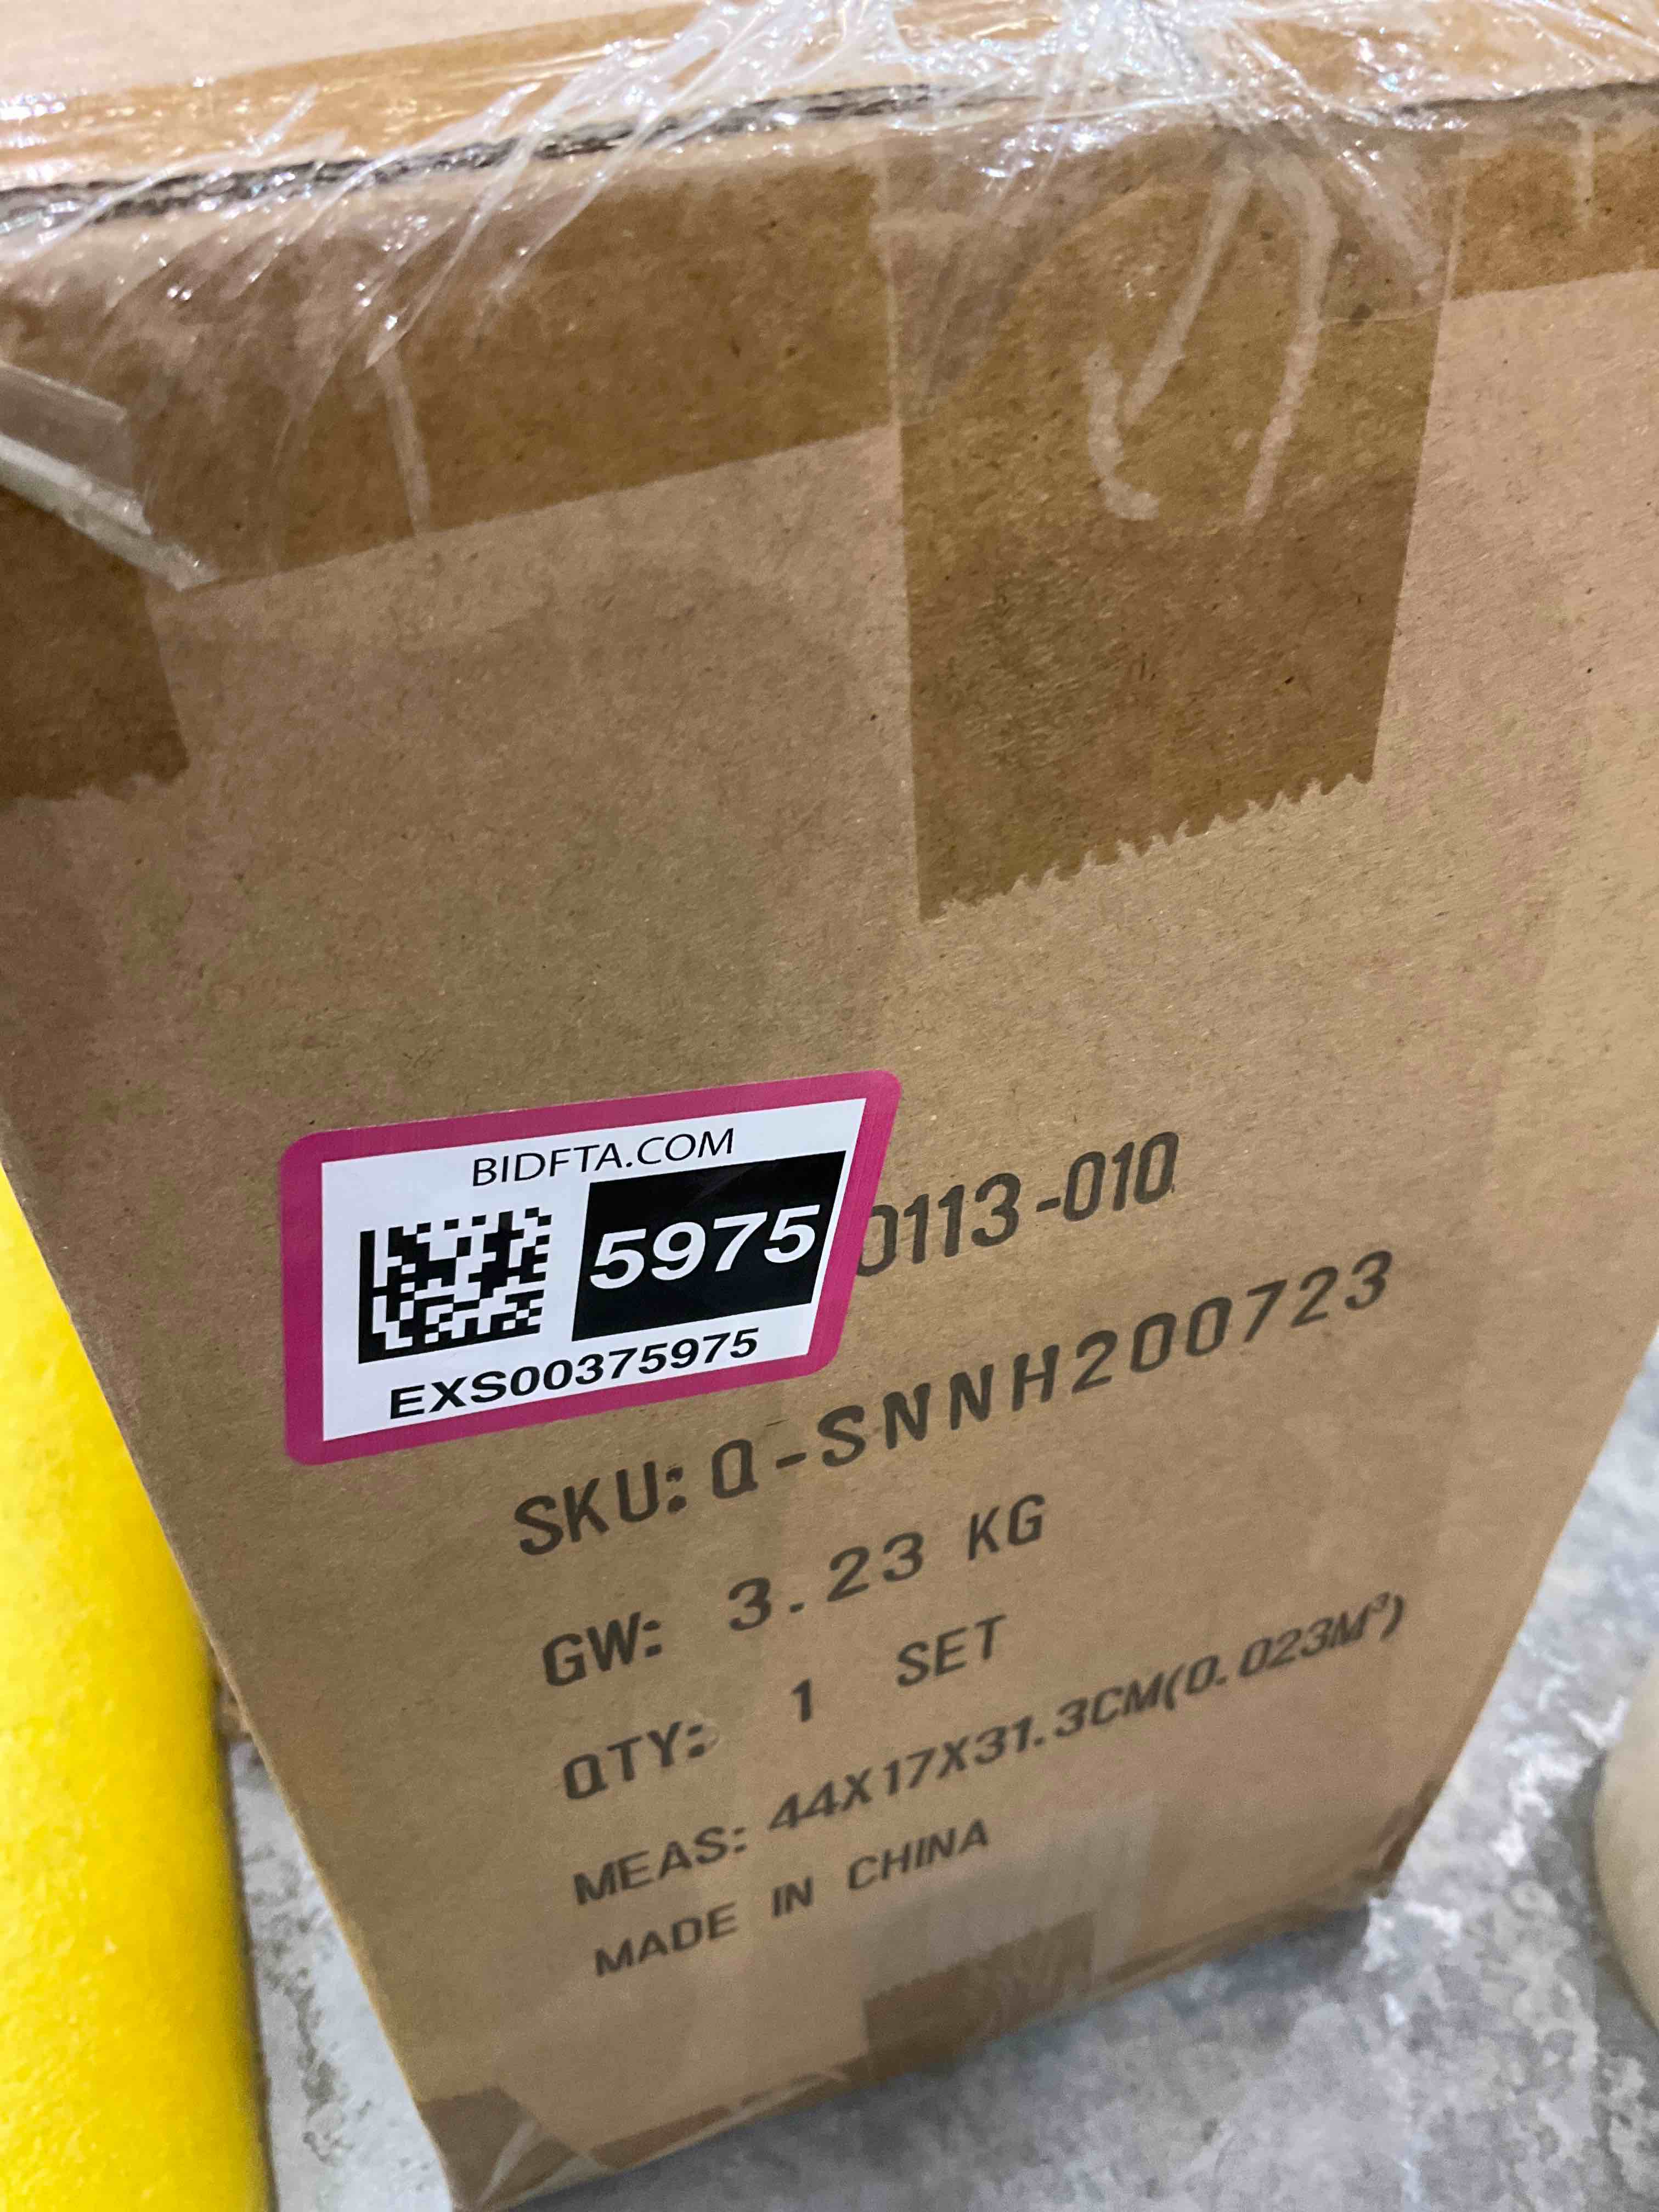 BIDFTA.COM
5975
EXS00375975
0113-010
SKU: Q-SNNH200723
GW: 3.23 KG
QTY: 1 SET
MEAS: 44X17X31.3CM(0.023M³)
MADE IN CHINA